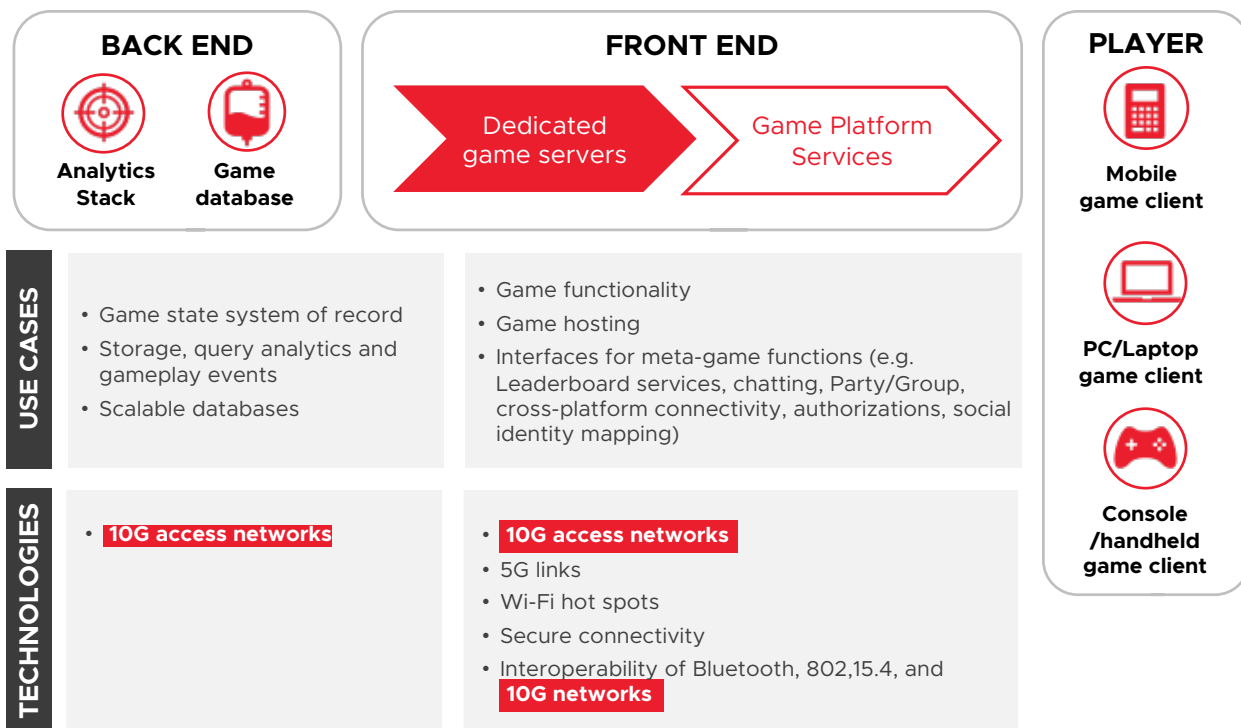 BACK END
Analytics
Stack
Game
database
FRONT END
Dedicated
game servers
Game Platform
Services
PLAYER
Mobile
game client
PC/Laptop
game client
Console
/handheld
game client
USE CASES
• Game state system of record
• Storage, query analytics and
gameplay events
• Scalable databases
• Game functionality
• Game hosting
• Interfaces for meta-game functions (e.g.
Leaderboard services, chatting, Party/Group,
cross-platform connectivity, authorizations, social
identity mapping)
TECHNOLOGIES
• 10G access networks
• 10G access networks
• 5G links
• Wi-Fi hot spots
• Secure connectivity
• Interoperability of Bluetooth, 802,15.4, and
10G networks